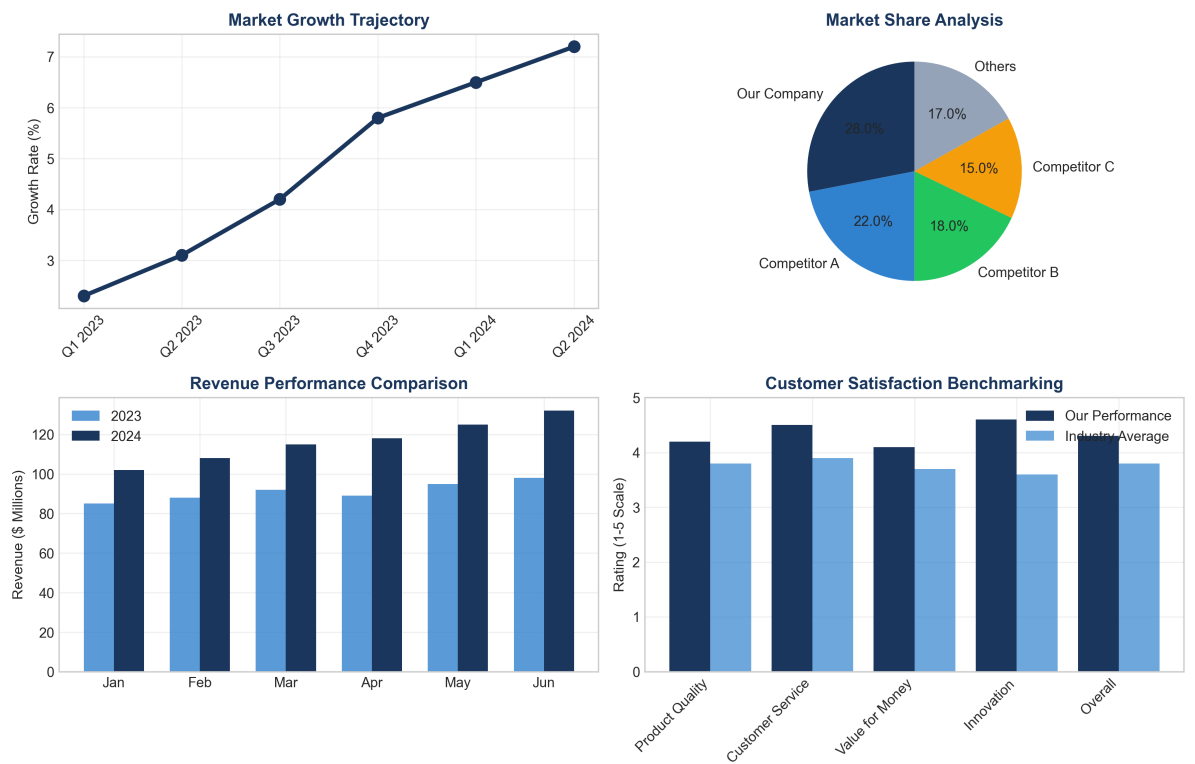 Market Growth Trajectory
Growth Rate (%)
7
6
5
4
3
Q1 2023
Q2 2023
Q3 2023
Q4 2023
Q1 2024
Q2 2024
Market Share Analysis
Others
Our Company
17.0%
28.0%
15.0%
Competitor C
22.0%
18.0%
Competitor A
Competitor B
Revenue Performance Comparison
2023
2024
Revenue ($ Millions)
120
100
80
60
40
20
0
Jan
Feb
Mar
Apr
May
Jun
Customer Satisfaction Benchmarking
Our Performance
Industry Average
Rating (1-5 Scale)
5
4
3
2
1
0
Product Quality
Customer Service
Value for Money
Innovation
Overall